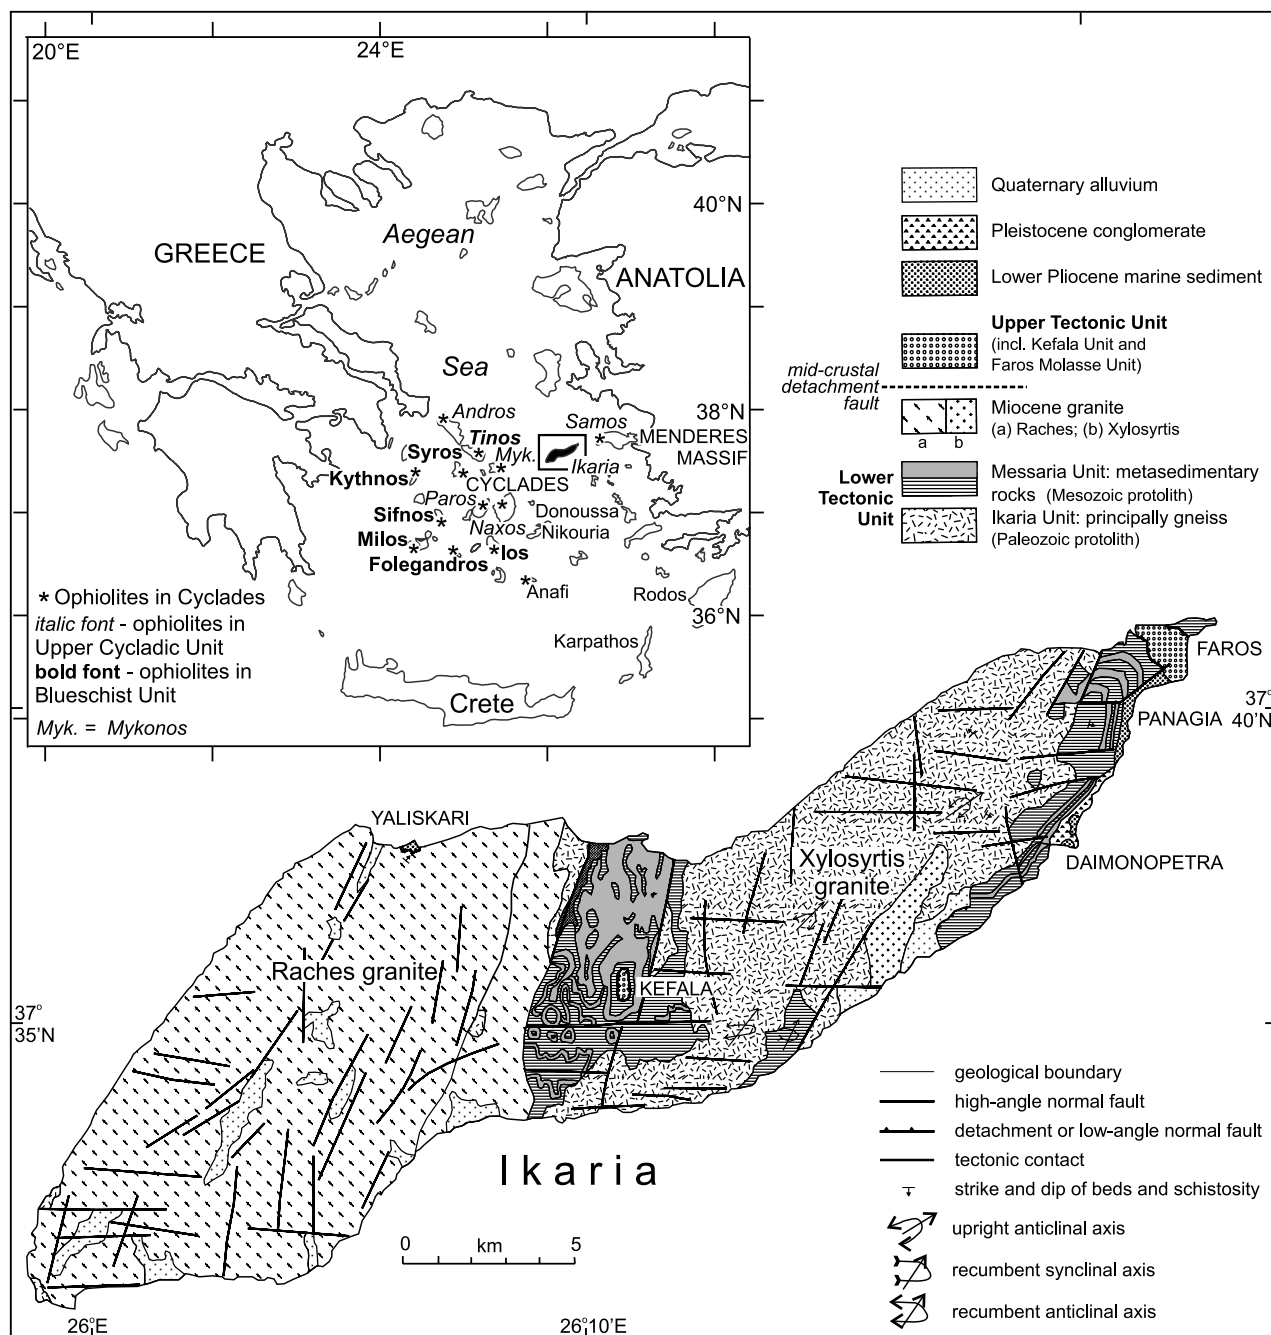 20°E
24°E
40°N
GREECE
Aegean
ANATOLIA
Sea
38°N
Andros
Samos
Tinos
MENDERES
MASSIF
Syros
Myk.
Ikaria
Kythnos
CYCLADES
Paros
Donoussa
Sifnos
Naxos
Nikouria
Milos
Ios
Folegandros
Anafi
Rodos
36°N
Karpathos
Crete
* Ophiolites in Cyclades
italic font - ophiolites in
Upper Cycladic Unit
bold font - ophiolites in
Blueschist Unit
Myk. = Mykonos
Quaternary alluvium
Pleistocene conglomerate
Lower Pliocene marine sediment
Upper Tectonic Unit
(incl. Kefala Unit and
Faros Molasse Unit)
mid-crustal
detachment
fault
Miocene granite
(a) Raches; (b) Xylosyrtis
a b
Lower
Tectonic
Unit
Messaria Unit: metasedimentary
rocks (Mesozoic protolith)
Ikaria Unit: principally gneiss
(Paleozoic protolith)
FAROS
37°
40'N
PANAGIA
YALISKARI
DAIMONOPETRA
Xylosyrtis
granite
Raches granite
KEFALA
37°
35'N
Ikaria
0 km 5
geological boundary
high-angle normal fault
detachment or low-angle normal fault
tectonic contact
strike and dip of beds and schistosity
upright anticlinal axis
recumbent synclinal axis
recumbent anticlinal axis
26°E
26°10'E